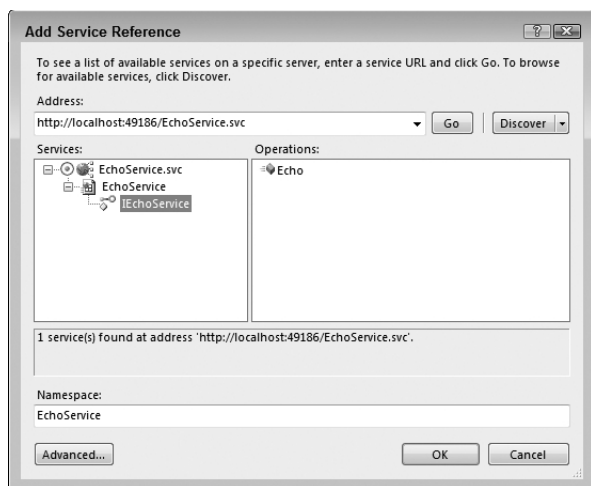 Add Service Reference
To see a list of available services on a specific server, enter a service URL and click Go. To browse
for available services, click Discover.
Address:
http://localhost:49186/EchoService.svc
Go
Discover
Services:
Operations:
EchoService.svc
EchoService
IEchoService
Echo
1 service(s) found at address 'http://localhost:49186/EchoService.svc'.
Namespace:
EchoService
Advanced...
OK
Cancel